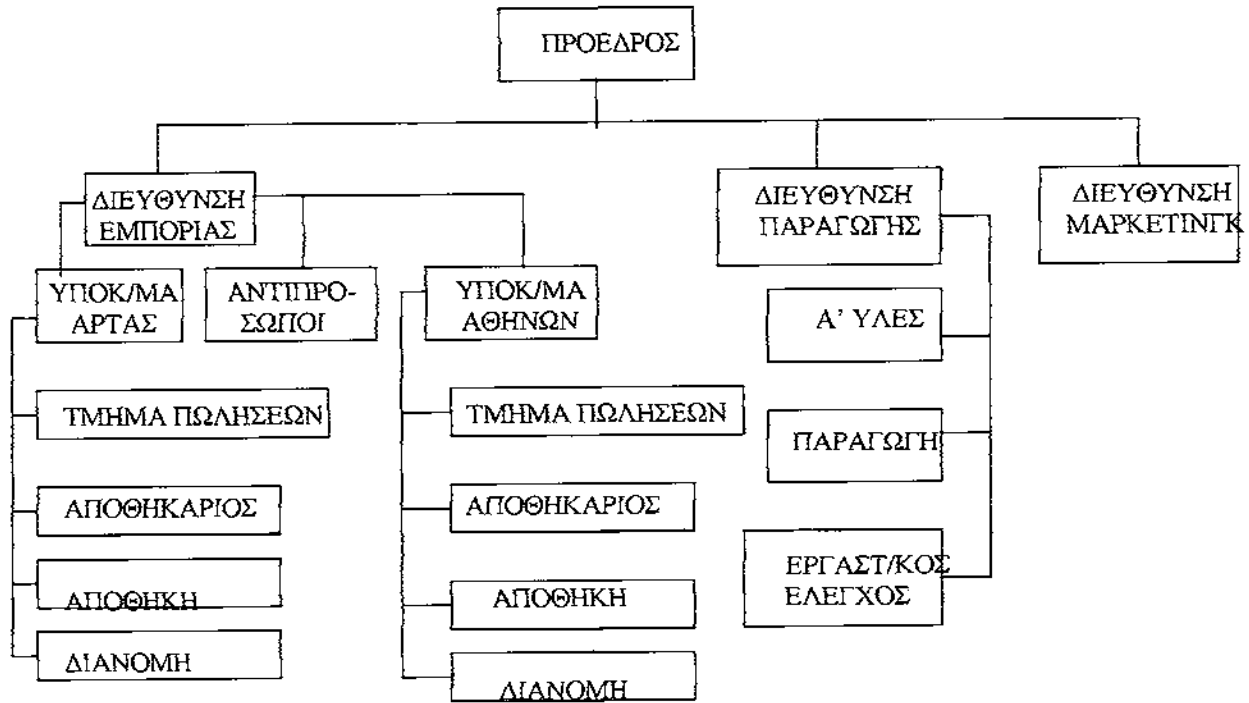 ΠΡΟΕΔΡΟΣ
ΔΙΕΥΘΥΝΣΗ
ΕΜΠΟΡΙΑΣ
ΔΙΕΥΘΥΝΣΗ
ΠΑΡΑΓΩΓΗΣ
ΔΙΕΥΘΥΝΣΗ
ΜΑΡΚΕΤΙΝΓΚ
ΥΠΟΚ/ΜΑ
ΑΡΤΑΣ
ΑΝΤΙΠΡΟ-
ΣΩΠΟΙ
ΥΠΟΚ/ΜΑ
ΑΘΗΝΩΝ
Α' ΥΛΕΣ
ΤΜΗΜΑ ΠΩΛΗΣΕΩΝ
ΤΜΗΜΑ ΠΩΛΗΣΕΩΝ
ΠΑΡΑΓΩΓΗ
ΑΠΟΘΗΚΑΡΙΟΣ
ΑΠΟΘΗΚΑΡΙΟΣ
ΕΡΓΑΣΤ/ΚΟΣ
ΕΛΕΓΧΟΣ
ΑΠΟΘΗΚΗ
ΑΠΟΘΗΚΗ
ΔΙΑΝΟΜΗ
ΔΙΑΝΟΜΗ